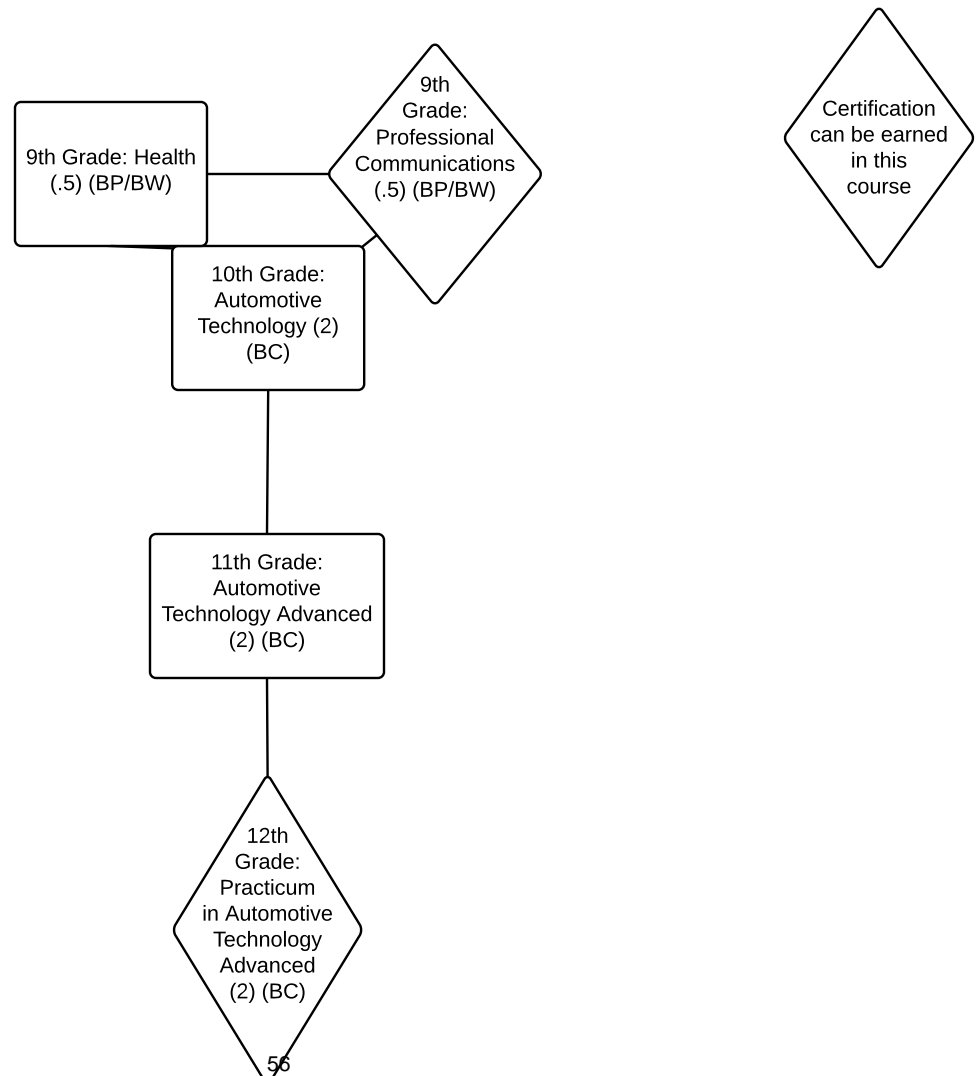 9th Grade: Health
(.5) (BP/BW)
9th
Grade:
Professional
Communications
(.5) (BP/BW)
Certification
can be earned
in this
course
10th Grade:
Automotive
Technology (2)
(BC)
11th Grade:
Automotive
Technology Advanced
(2) (BC)
12th
Grade:
Practicum
in Automotive
Technology
Advanced
(2) (BC)
56